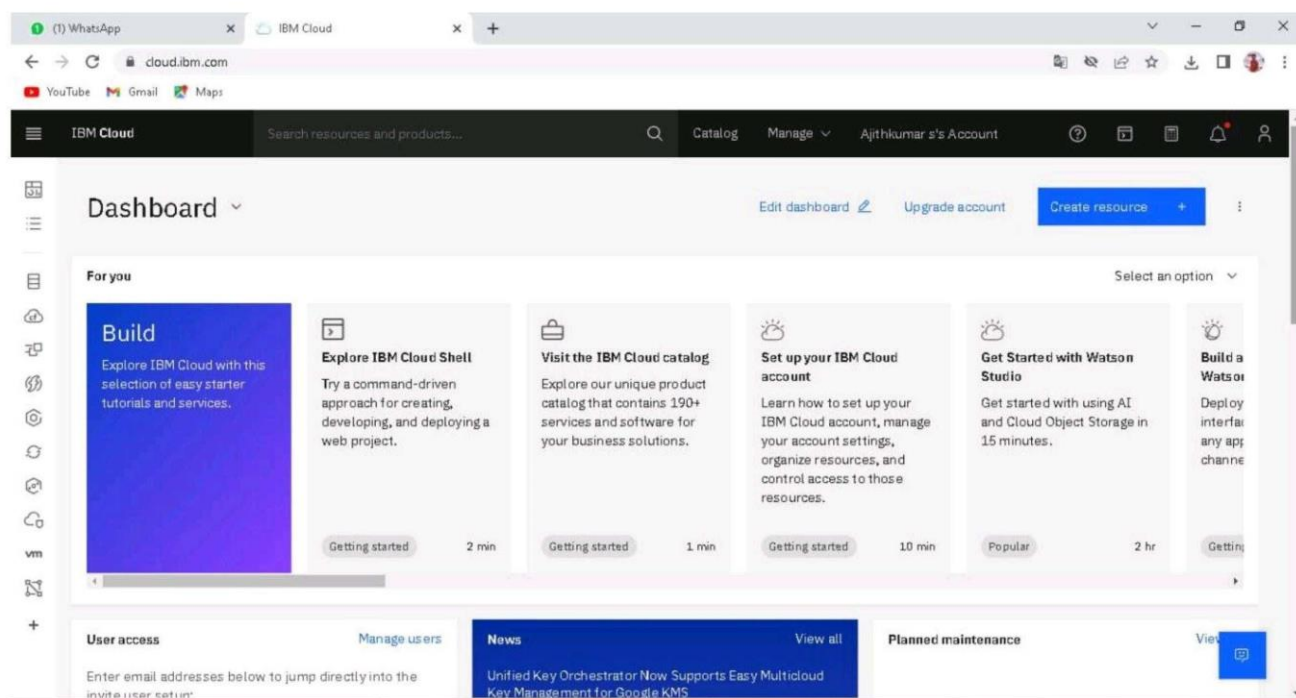 (1) WhatsApp
IBM Cloud
cloud.ibm.com
YouTube Gmail Maps
IBM Cloud Search resources and products... Catalog Manage Ajithkumar s's Account
Dashboard Edit dashboard Upgrade account Create resource +
For you Select an option
Build
Explore IBM Cloud with this
selection of easy starter
tutorials and services.
Explore IBM Cloud Shell
Try a command-driven
approach for creating,
developing, and deploying a
web project.
Getting started 2 min
Visit the IBM Cloud catalog
Explore our unique product
catalog that contains 190+
services and software for
your business solutions.
Getting started 1 min
Set up your IBM Cloud
account
Learn how to set up your
IBM Cloud account, manage
your account settings,
organize resources, and
control access to those
resources.
Getting started 10 min
Get Started with Watson
Studio
Get started with using AI
and Cloud Object Storage in
15 minutes.
Popular 2 hr
Build a
Deploy
any app
vm
User access Manage users
Enter email addresses below to jump directly into the
invite user setup:
News View all
Unified Key Orchestrator Now Supports Easy Multicloud
Key Management for Google KMS
Planned maintenance